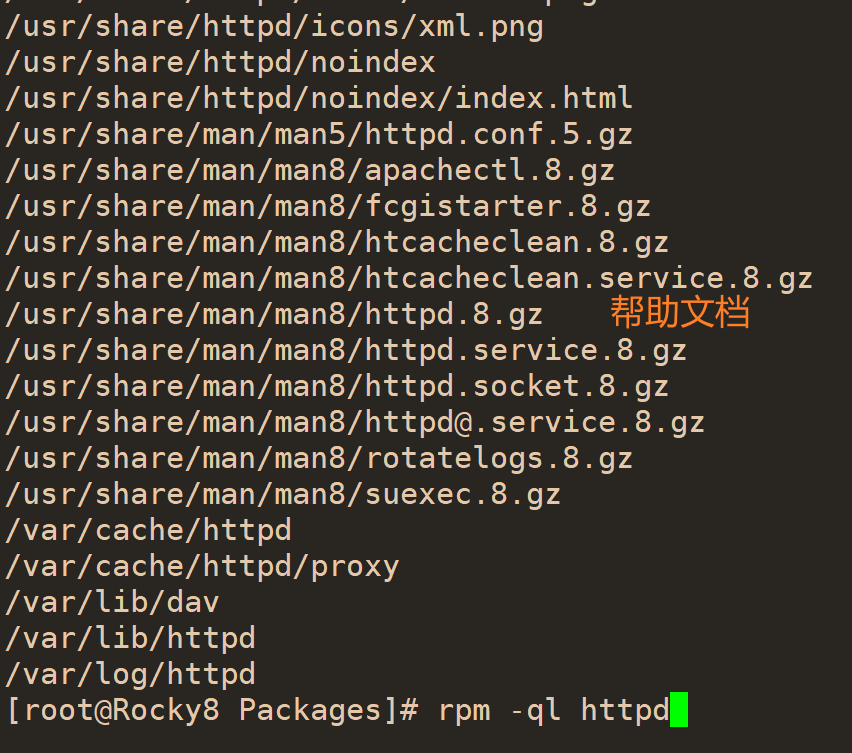 /usr/share/httpd/icons/xml.png
/usr/share/httpd/noindex
/usr/share/httpd/noindex/index.html
/usr/share/man/man5/httpd.conf.5.gz
/usr/share/man/man8/apachectl.8.gz
/usr/share/man/man8/fcgistarter.8.gz
/usr/share/man/man8/htcacheclean.8.gz
/usr/share/man/man8/htcacheclean.service.8.gz
/usr/share/man/man8/httpd.8.gz 帮助文档
/usr/share/man/man8/httpd.service.8.gz
/usr/share/man/man8/httpd.socket.8.gz
/usr/share/man/man8/httpd@.service.8.gz
/usr/share/man/man8/rotatelogs.8.gz
/usr/share/man/man8/suexec.8.gz
/var/cache/httpd
/var/cache/httpd/proxy
/var/lib/dav
/var/lib/httpd
/var/log/httpd
[root@Rocky8 Packages]# rpm -ql httpd